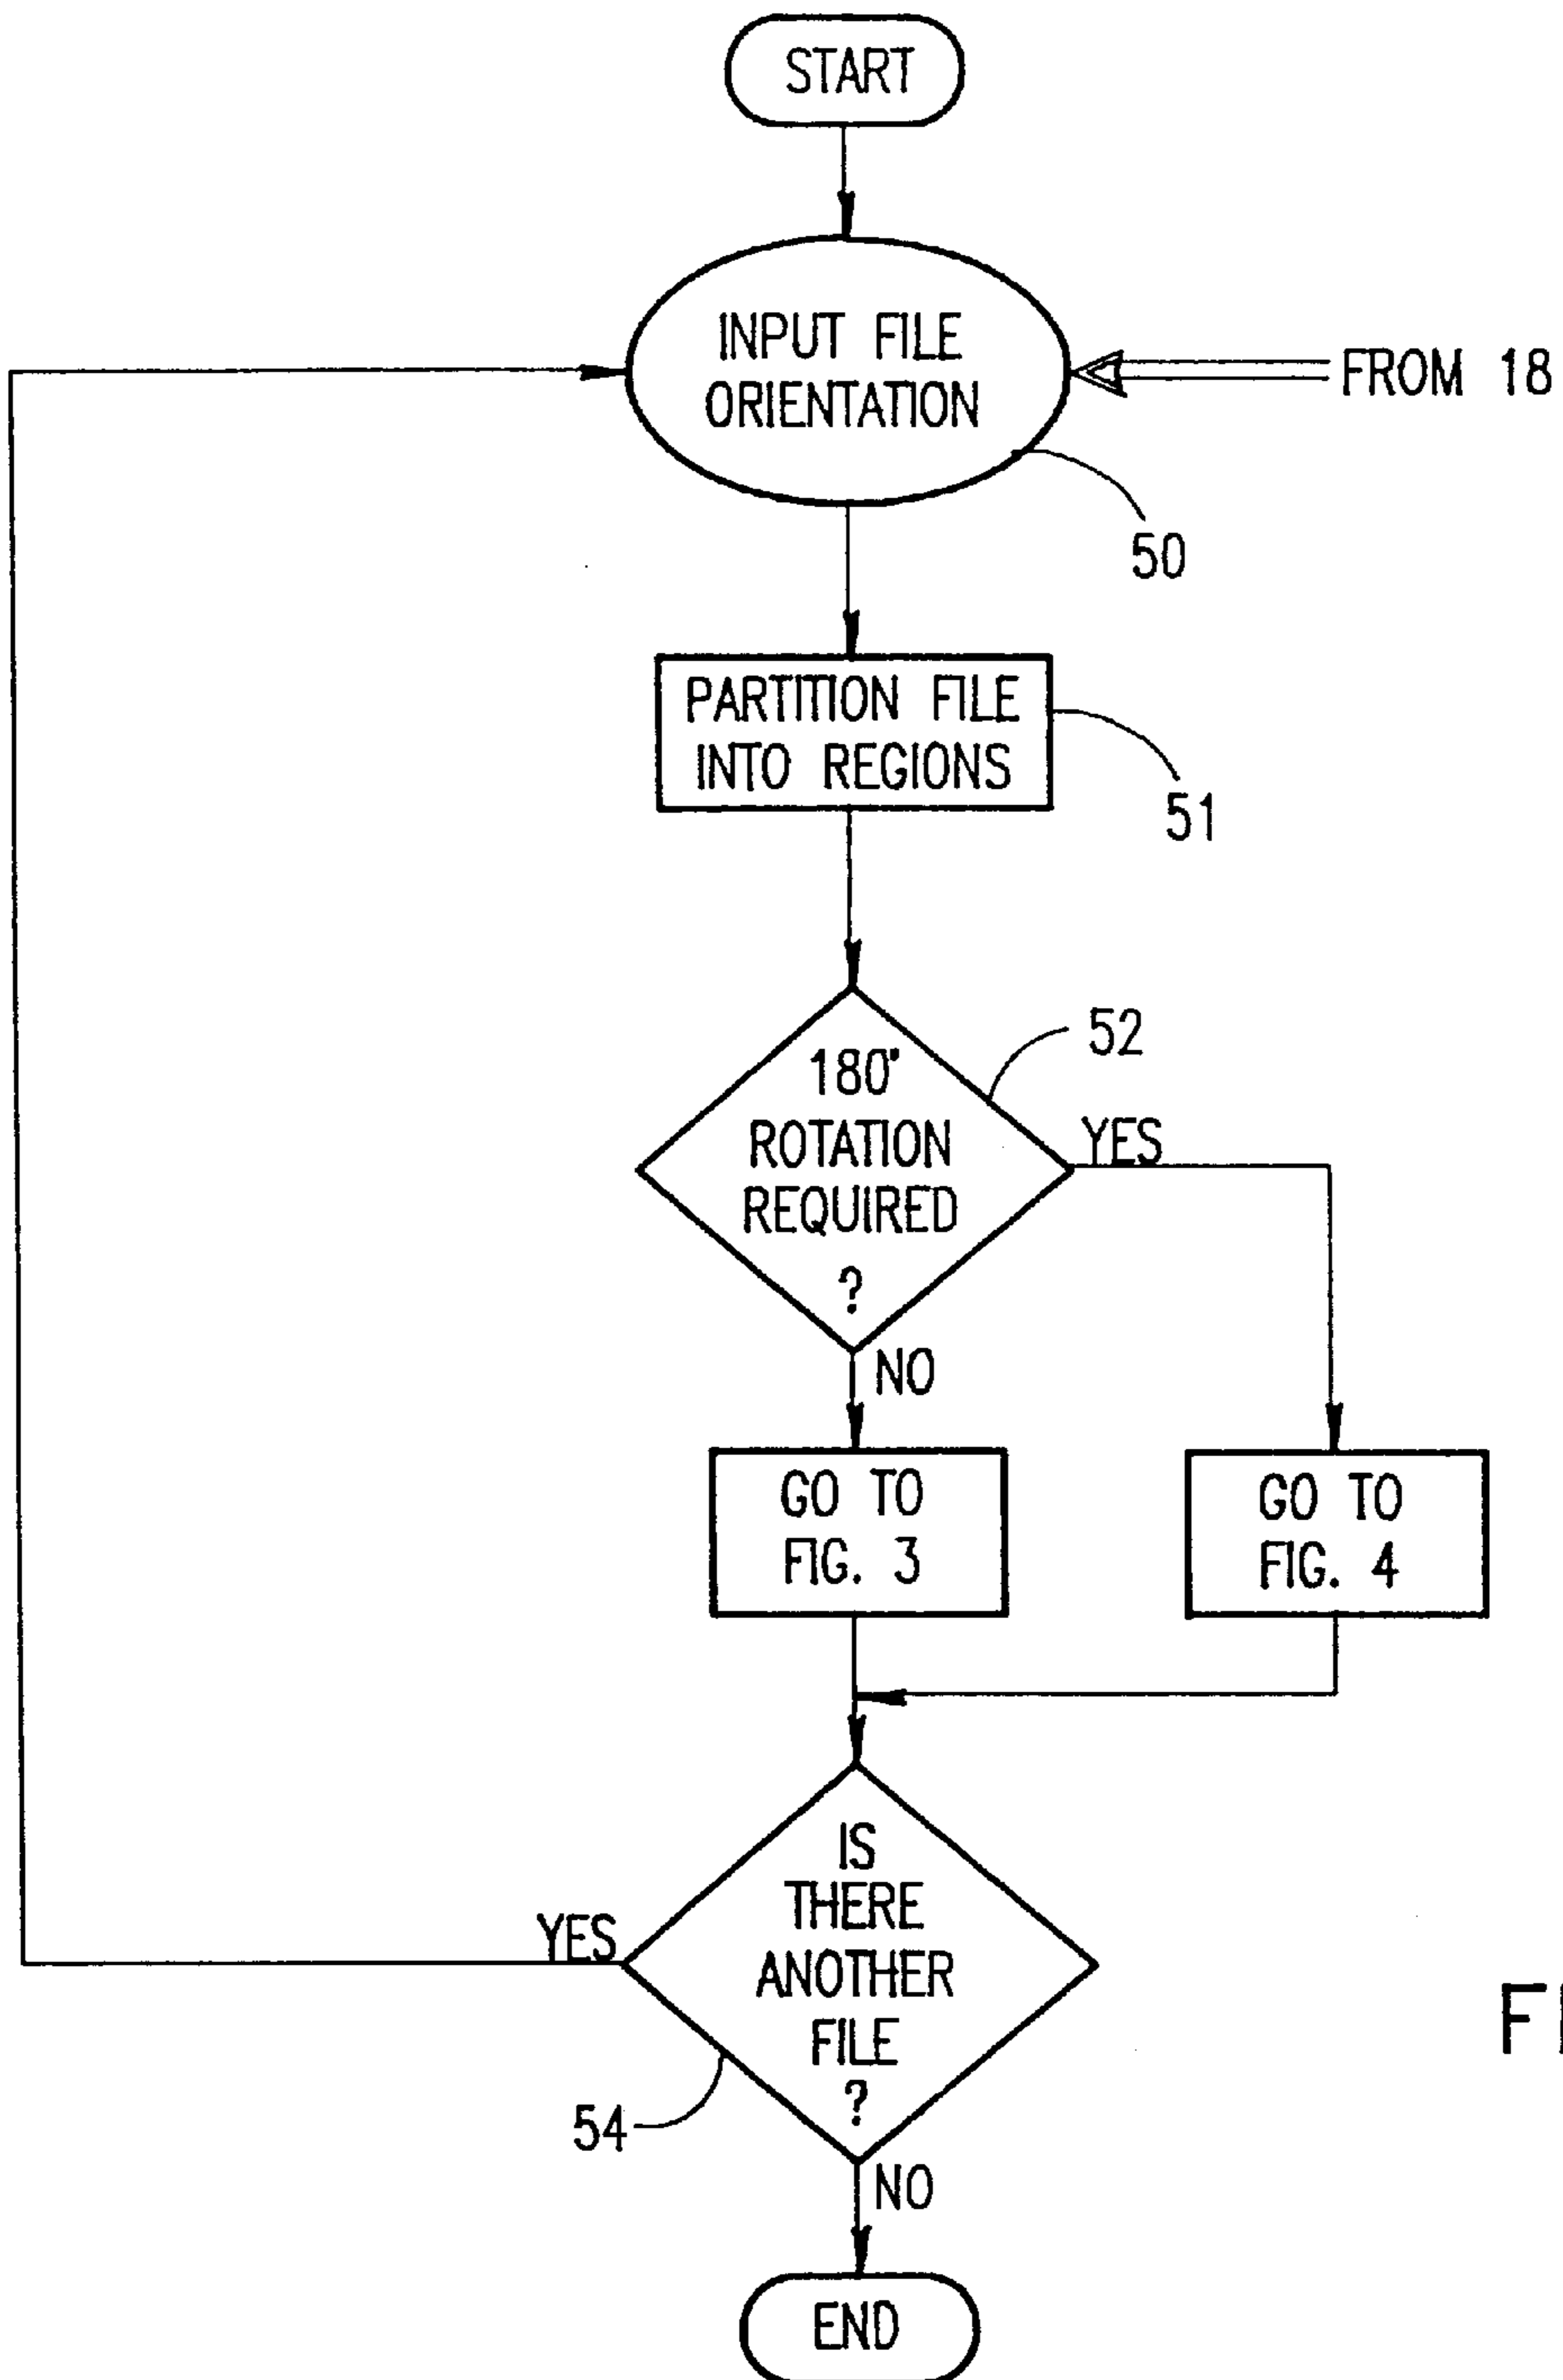 START
INPUT FILE
ORIENTATION
FROM 18
50
PARTITION FILE
INTO REGIONS
51
52
180°
ROTATION
REQUIRED
?
YES
NO
GO TO
FIG. 3
GO TO
FIG. 4
IS
THERE
ANOTHER
FILE
?
YES
54
NO
END